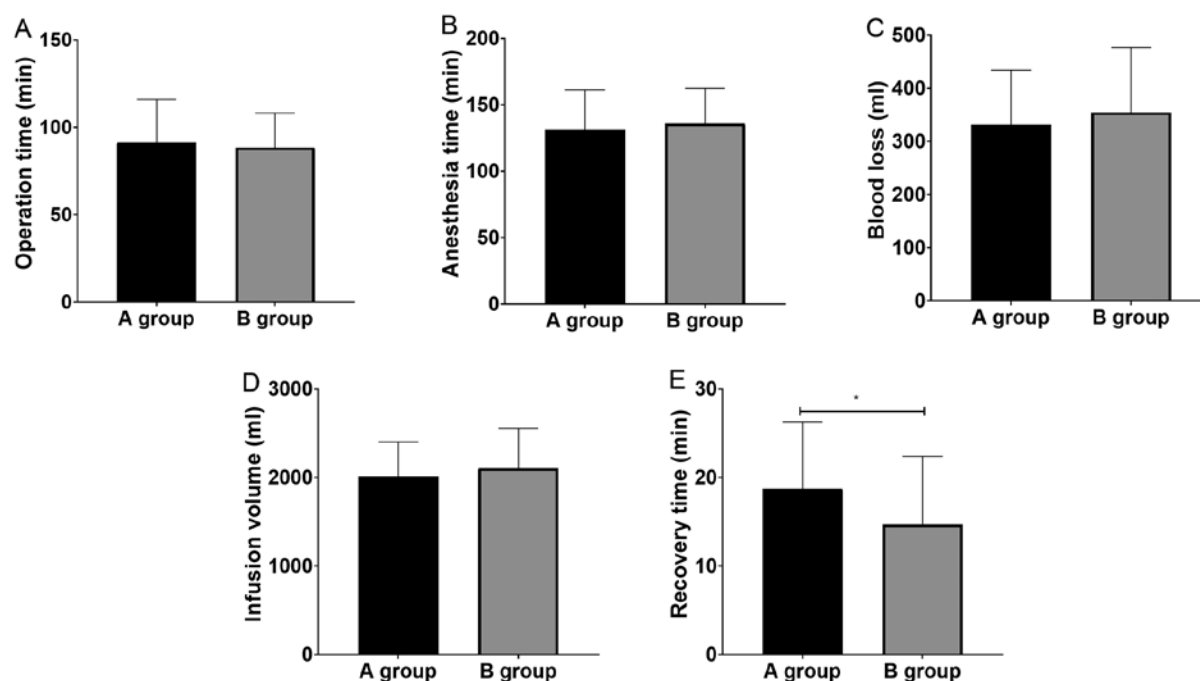 A
Operation time (min)
150
100
50
0
A group
B group
B
Anesthesia time (min)
200
150
100
50
0
A group
B group
C
Blood loss (ml)
500
400
300
200
100
0
A group
B group
D
Infusion volume (ml)
3000
2000
1000
0
A group
B group
E
Recovery time (min)
30
20
10
0
*
A group
B group